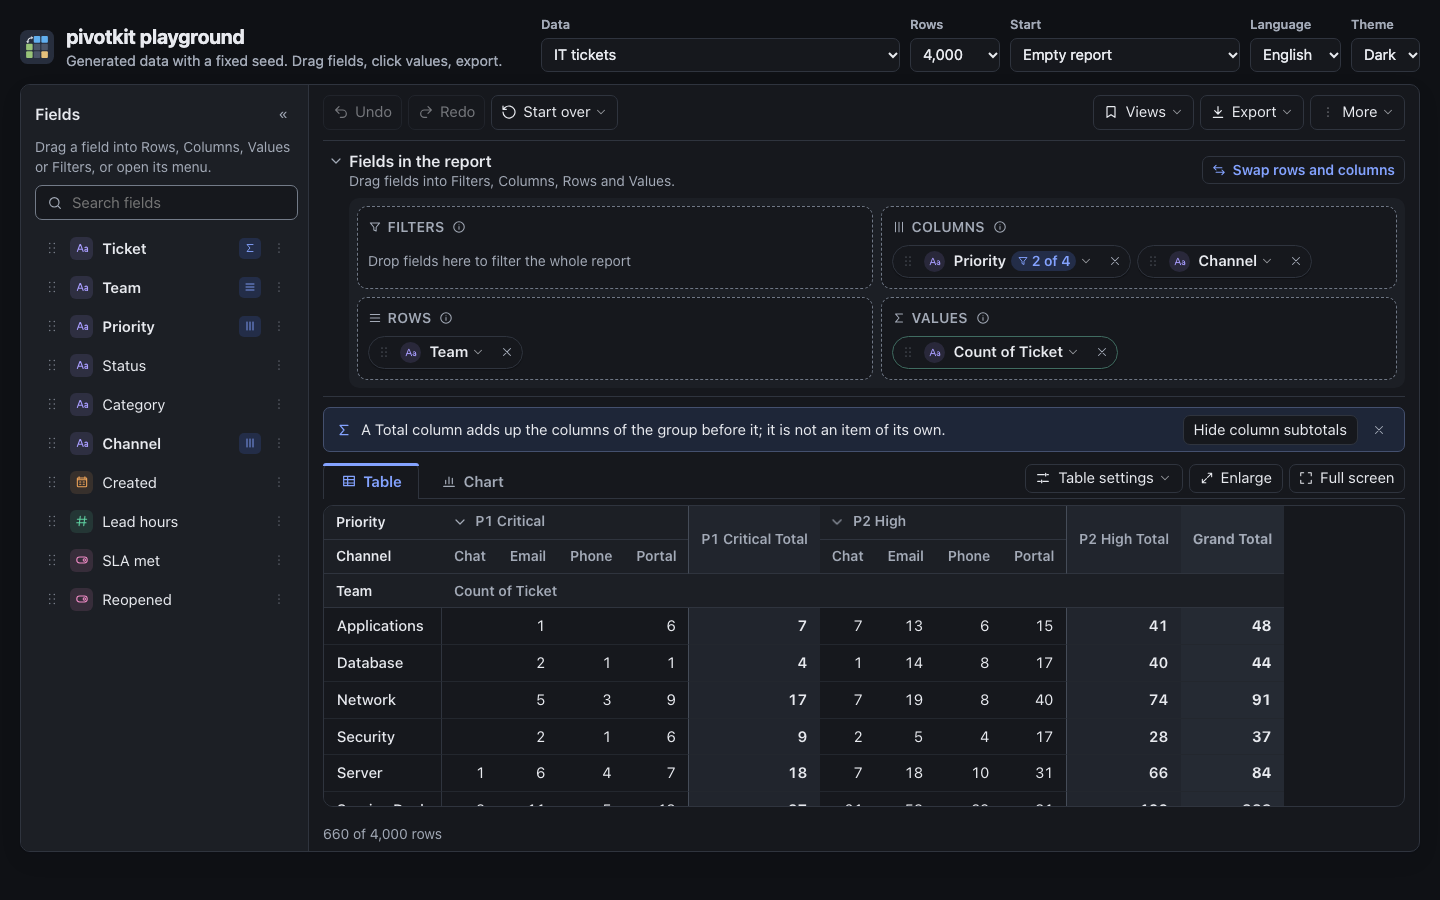 pivotkit playground
Generated data with a fixed seed. Drag fields, click values, export.
Data
IT tickets
Rows
4,000
Start
Empty report
Language
English
Theme
Dark
Fields
«
Drag a field into Rows, Columns, Values
or Filters, or open its menu.
Search fields
Aa Ticket Σ
Aa Team
Aa Priority
Aa Status
Aa Category
Aa Channel
Created
# Lead hours
SLA met
Reopened
Undo
Redo
Start over
Views
Export
More
Fields in the report
Drag fields into Filters, Columns, Rows and Values.
Swap rows and columns
FILTERS
Drop fields here to filter the whole report
COLUMNS
Aa Priority 2 of 4
Aa Channel
ROWS
Aa Team
Σ VALUES
Aa Count of Ticket
Σ A Total column adds up the columns of the group before it; it is not an item of its own.
Hide column subtotals
Table
Chart
Table settings
Enlarge
Full screen
Priority P1 Critical P1 Critical Total P2 High P2 High Total Grand Total
Channel Chat Email Phone Portal Chat Email Phone Portal
Team Count of Ticket
Applications 1 6 7 7 13 6 15 41 48
Database 2 1 1 4 1 14 8 17 40 44
Network 5 3 9 17 7 19 8 40 74 91
Security 2 1 6 9 2 5 4 17 28 37
Server 1 6 4 7 18 7 18 10 31 66 84
660 of 4,000 rows